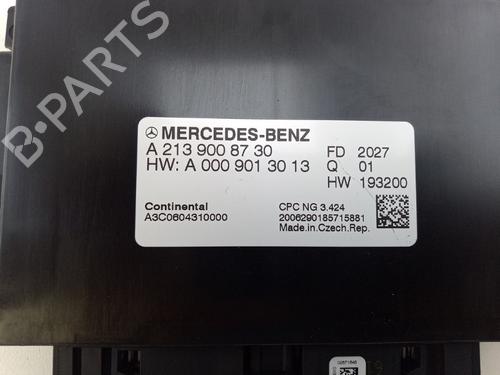 MERCEDES-BENZ
A 213 900 87 30 FD 2027
HW: A 000 901 30 13 Q 01
HW 193200
Continental CPC NG 3.424
A3C0604310000 2006290185715881
Made.in.Czech.Rep.
B-PARTS